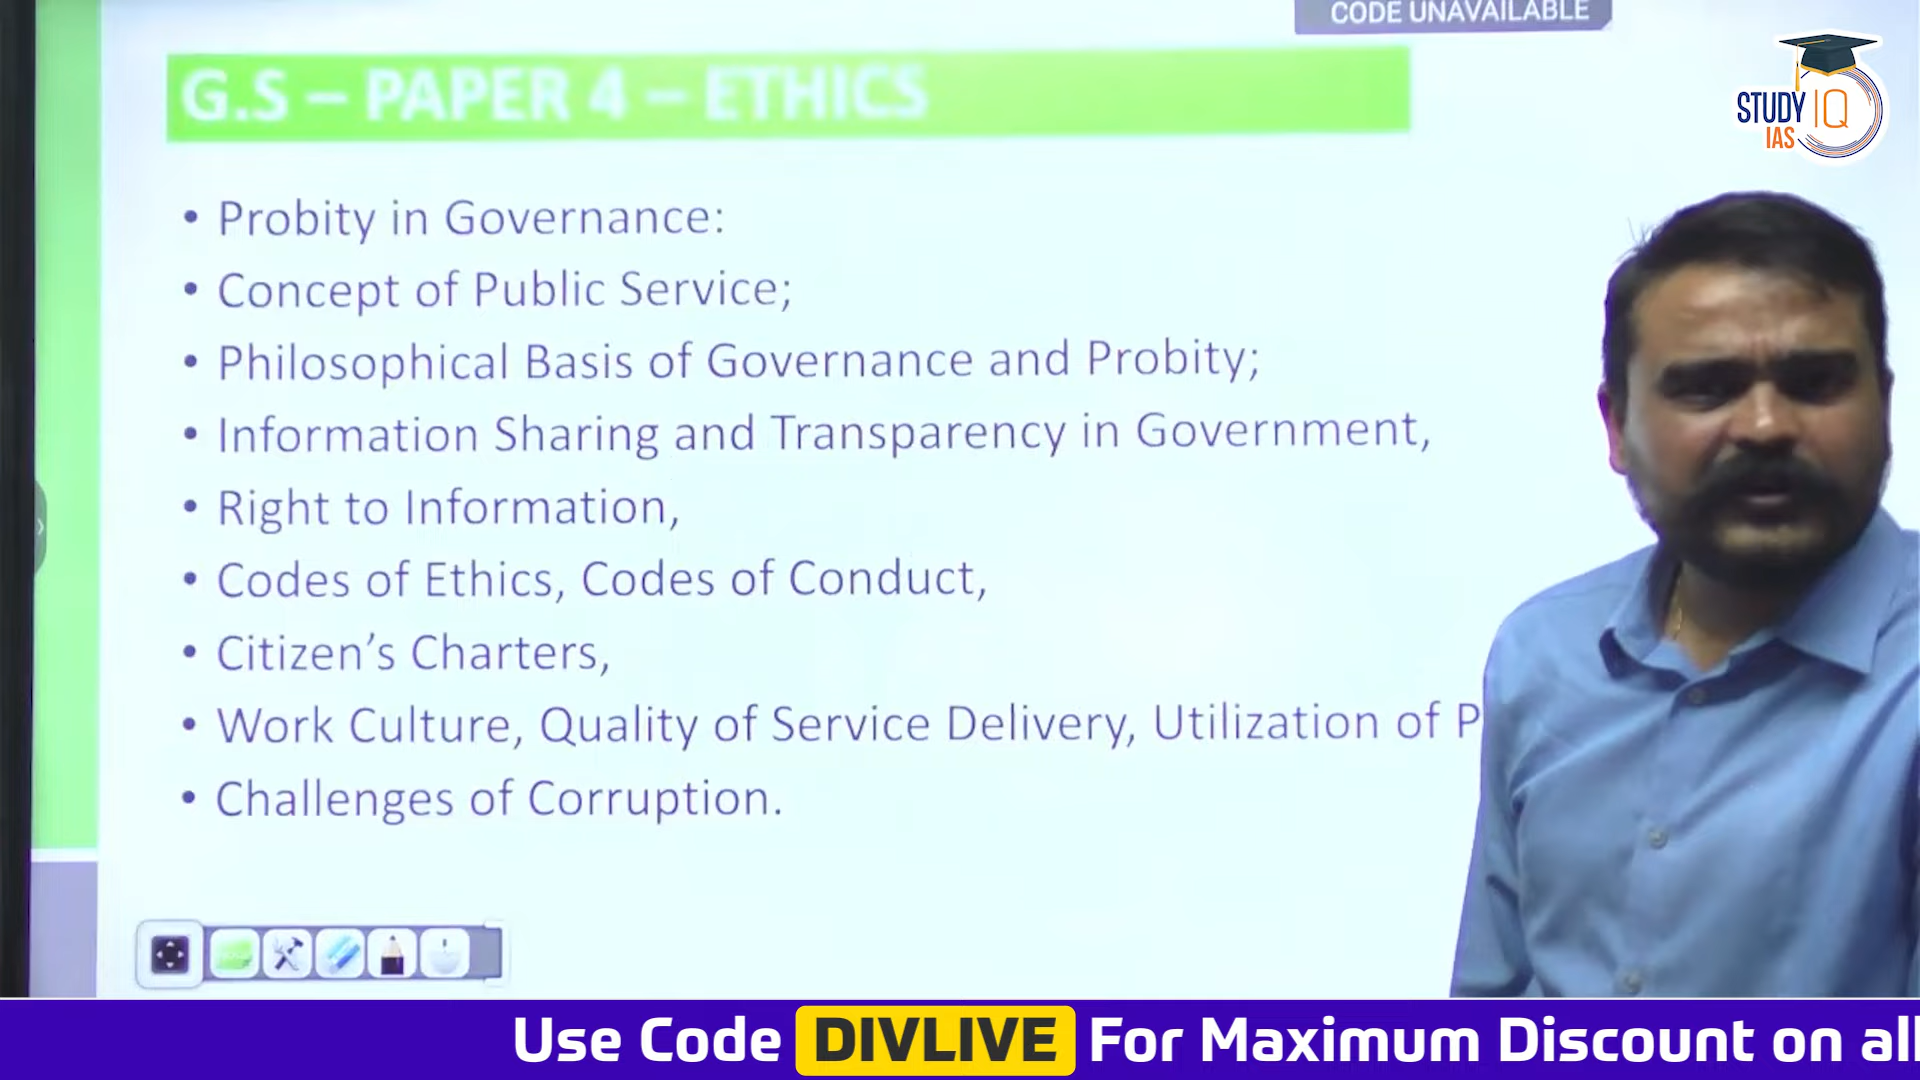 CODE UNAVAILABLE
G.S – PAPER 4 – ETHICS
STUDY IQ
IAS
• Probity in Governance:
• Concept of Public Service;
• Philosophical Basis of Governance and Probity;
• Information Sharing and Transparency in Government,
• Right to Information,
• Codes of Ethics, Codes of Conduct,
• Citizen’s Charters,
• Work Culture, Quality of Service Delivery, Utilization of P
• Challenges of Corruption.
Use Code DIVLIVE For Maximum Discount on all